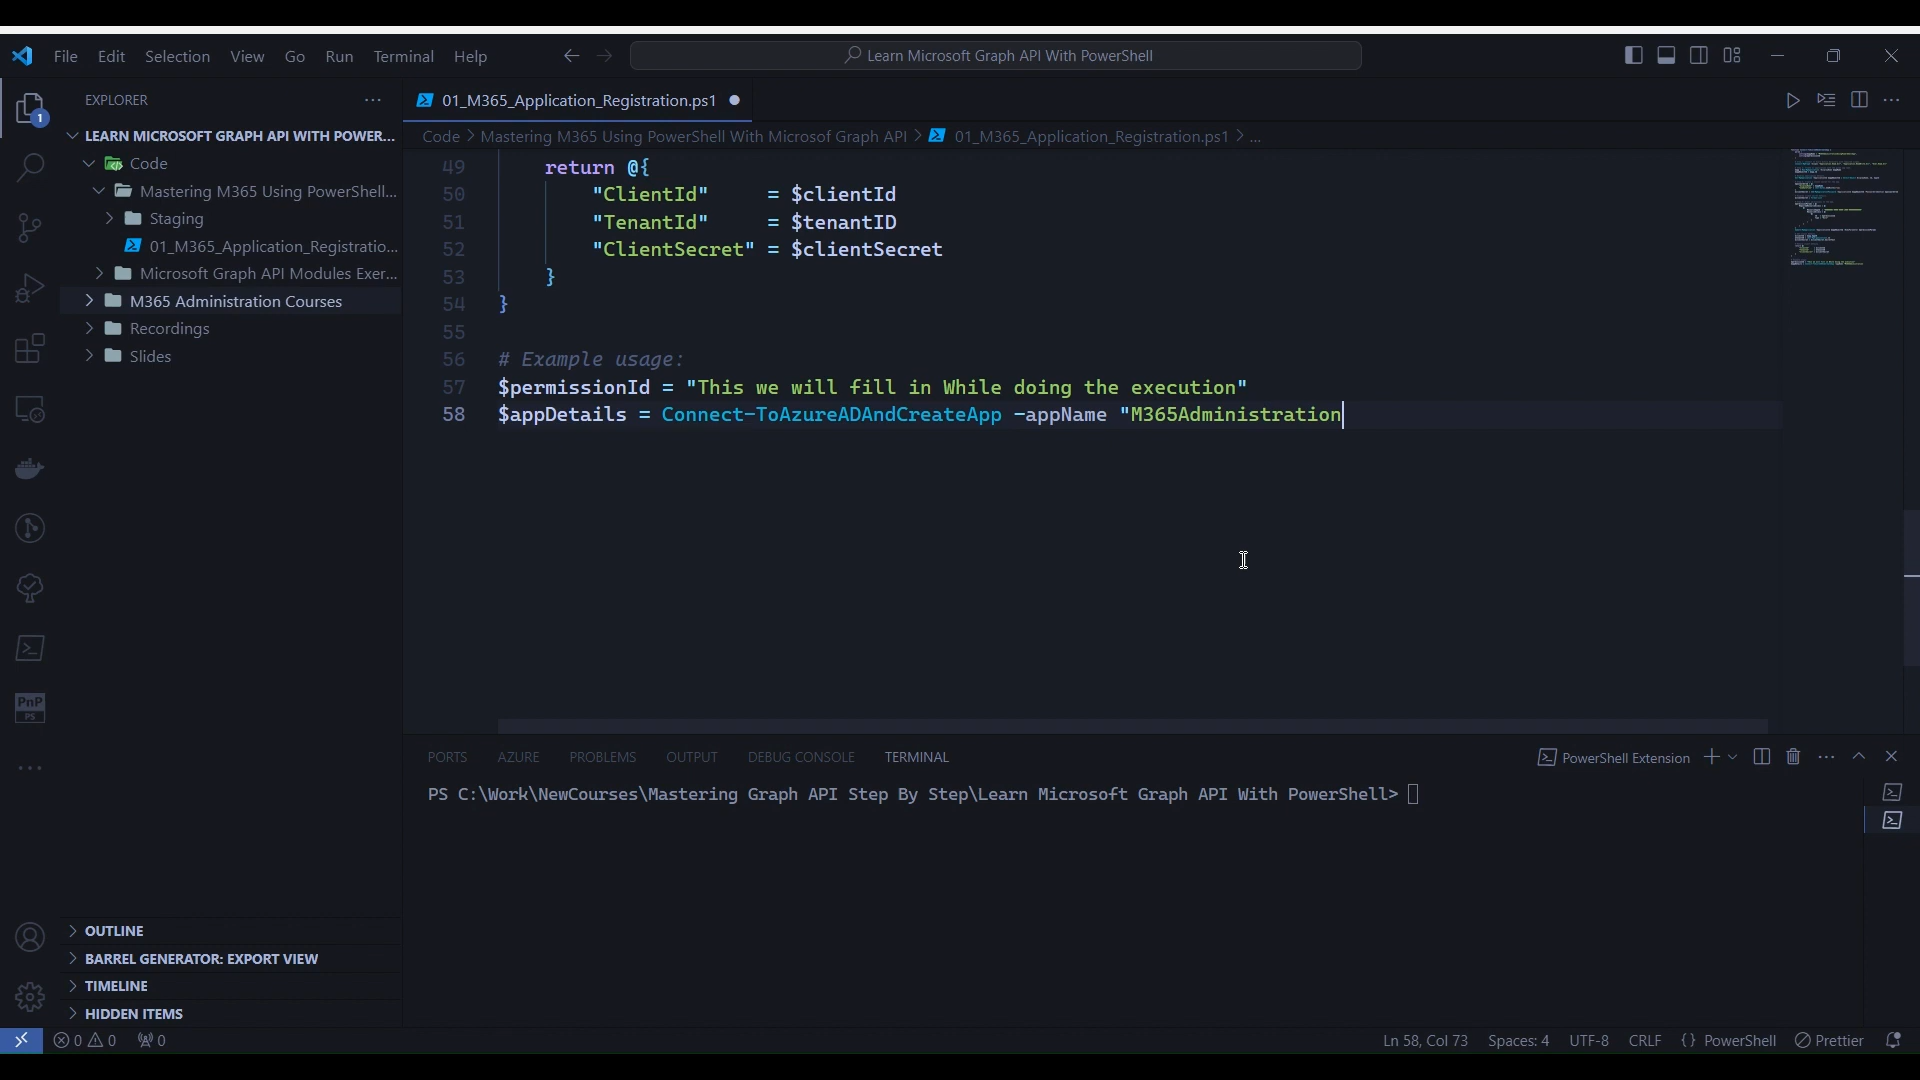 File Edit Selection View Go Run Terminal Help
Learn Microsoft Graph API With PowerShell
EXPLORER
LEARN MICROSOFT GRAPH API WITH POWER...
Code
Mastering M365 Using PowerShell...
Staging
01_M365_Application_Registratio...
Microsoft Graph API Modules Exer...
M365 Administration Courses
Recordings
Slides
OUTLINE
BARREL GENERATOR: EXPORT VIEW
TIMELINE
HIDDEN ITEMS
1
PnP
PS
01_M365_Application_Registration.ps1
Code > Mastering M365 Using PowerShell With Microsof Graph API > 01_M365_Application_Registration.ps1 > ...
49 return @{
50 "ClientId" = $clientId
51 "TenantId" = $tenantID
52 "ClientSecret" = $clientSecret
53 }
54 }
55
56 # Example usage:
57 $permissionId = "This we will fill in While doing the execution"
58 $appDetails = Connect-ToAzureADAndCreateApp -appName "M365Administration
PORTS AZURE PROBLEMS OUTPUT DEBUG CONSOLE TERMINAL
PowerShell Extension
PS C:\Work\NewCourses\Mastering Graph API Step By Step\Learn Microsoft Graph API With PowerShell>
0 0 0
Ln 58, Col 73 Spaces: 4 UTF-8 CRLF {} PowerShell Prettier